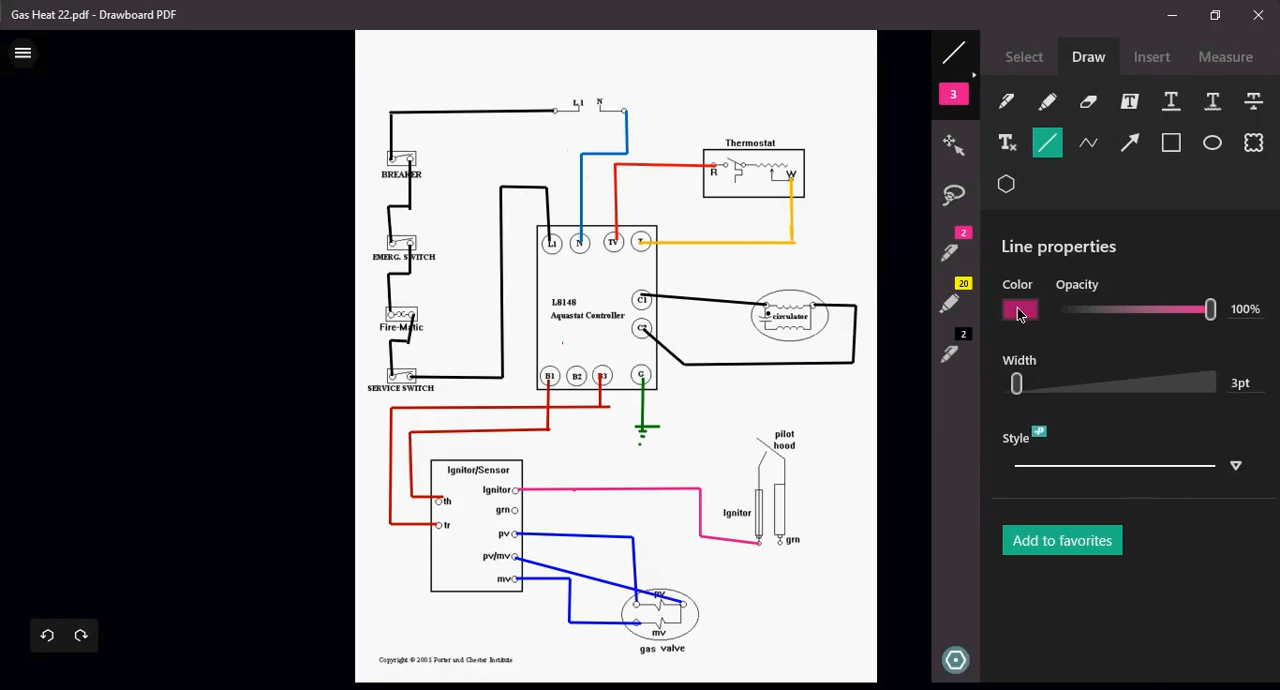 Gas Heat 22.pdf - Drawboard PDF
Select Draw Insert Measure
3
L1 N
Thermostat
R W
BREAKER
EMERG. SWITCH
L1 N TV T
L8148
Aquastat Controller
C1
C2
circulator
Fire-Matic
SERVICE SWITCH
B1 B2 B3 G
pilot
hood
Ignitor/Sensor
Ignitor
th
grn
tr
pv
pv/mv
mv
Ignitor
grn
pv
mv
gas valve
Copyright © 2005 Porter and Chester Institute
2
20
2
Line properties
Color Opacity
100%
Width
3pt
Style
Add to favorites